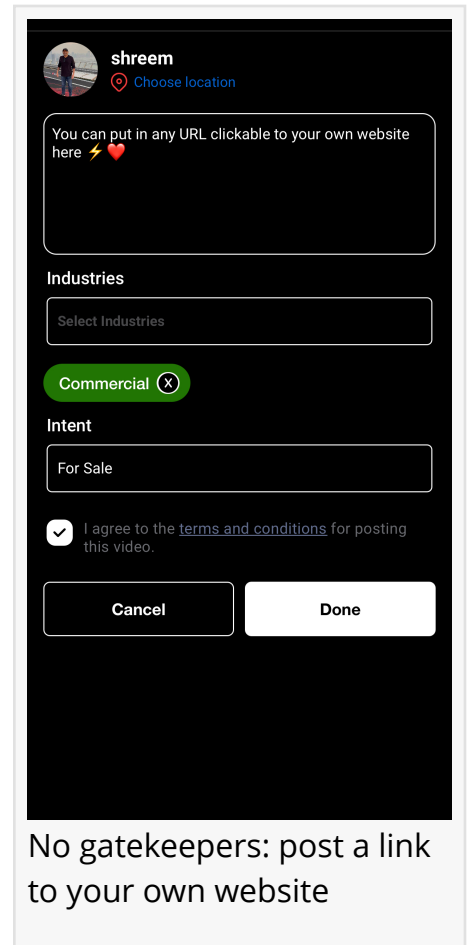 shreem
Choose location
You can put in any URL clickable to your own website
here ⚡❤️
Industries
Select Industries
Commercial X
Intent
For Sale
I agree to the terms and conditions for posting
this video.
Cancel Done
No gatekeepers: post a link
to your own website